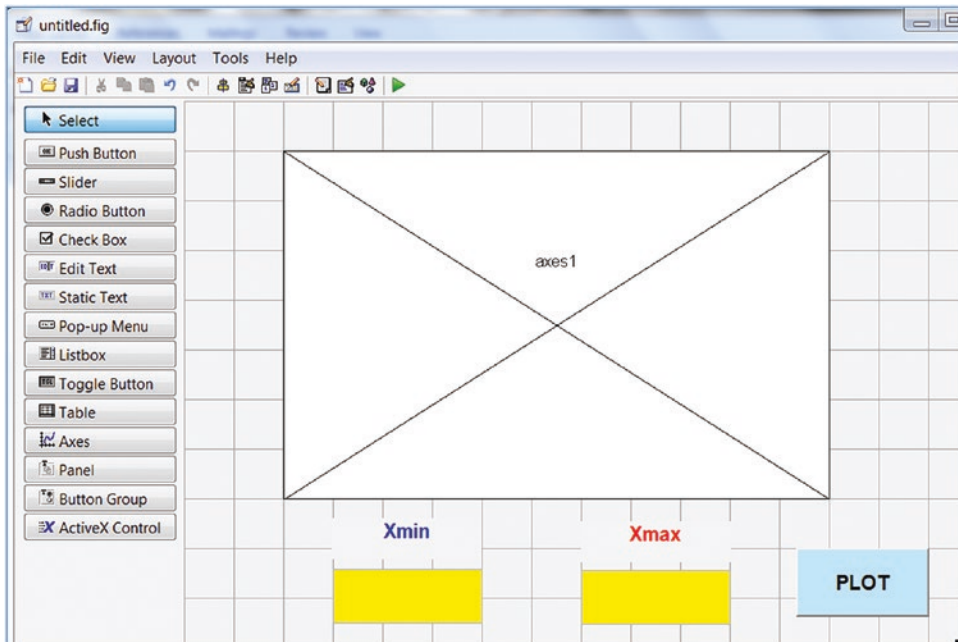 untitled.fig
File Edit View Layout Tools Help
Select
Push Button
Slider
Radio Button
Check Box
Edit Text
Static Text
Pop-up Menu
Listbox
Toggle Button
Table
Axes
Panel
Button Group
ActiveX Control
axes1
Xmin
Xmax
PLOT